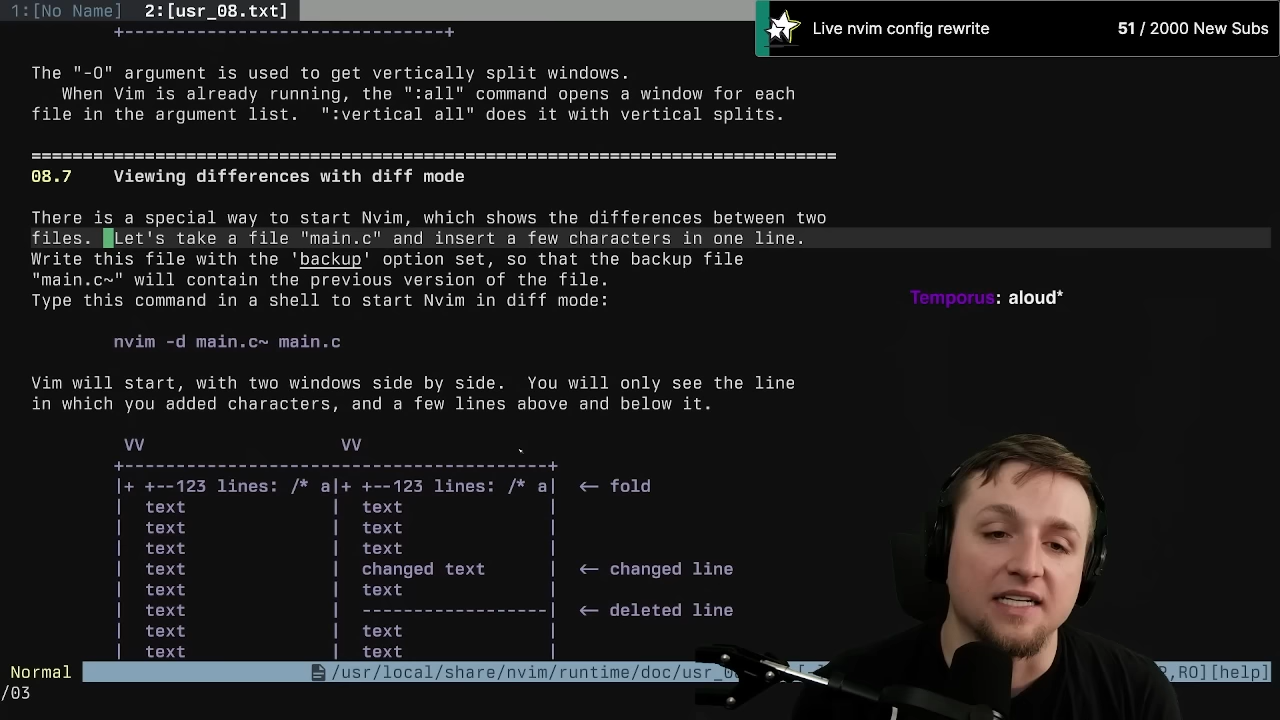 1:[No Name]  2:[usr_08.txt]
Live nvim config rewrite
51 / 2000 New Subs
+--------------------------------+
The "-O" argument is used to get vertically split windows.
When Vim is already running, the ":all" command opens a window for each
file in the argument list.  ":vertical all" does it with vertical splits.
==============================================================================
08.7    Viewing differences with diff mode
There is a special way to start Nvim, which shows the differences between two
files.  Let's take a file "main.c" and insert a few characters in one line.
Write this file with the 'backup' option set, so that the backup file
"main.c~" will contain the previous version of the file.
Type this command in a shell to start Nvim in diff mode:
Temporus: aloud*
nvim -d main.c~ main.c
Vim will start, with two windows side by side.  You will only see the line
in which you added characters, and a few lines above and below it.
VV                   VV
+-----------------------------------------+
|+ +--123 lines: /* a|+ +--123 lines: /* a|  <- fold
|  text              |  text              |
|  text              |  text              |
|  text              |  text              |
|  text              |  changed text      |  <- changed line
|  text              |  text              |
|  text              |  ------------------|  <- deleted line
|  text              |  text              |
|  text              |  text              |
Normal
/usr/local/share/nvim/runtime/doc/usr_0
,RO][help]
/03